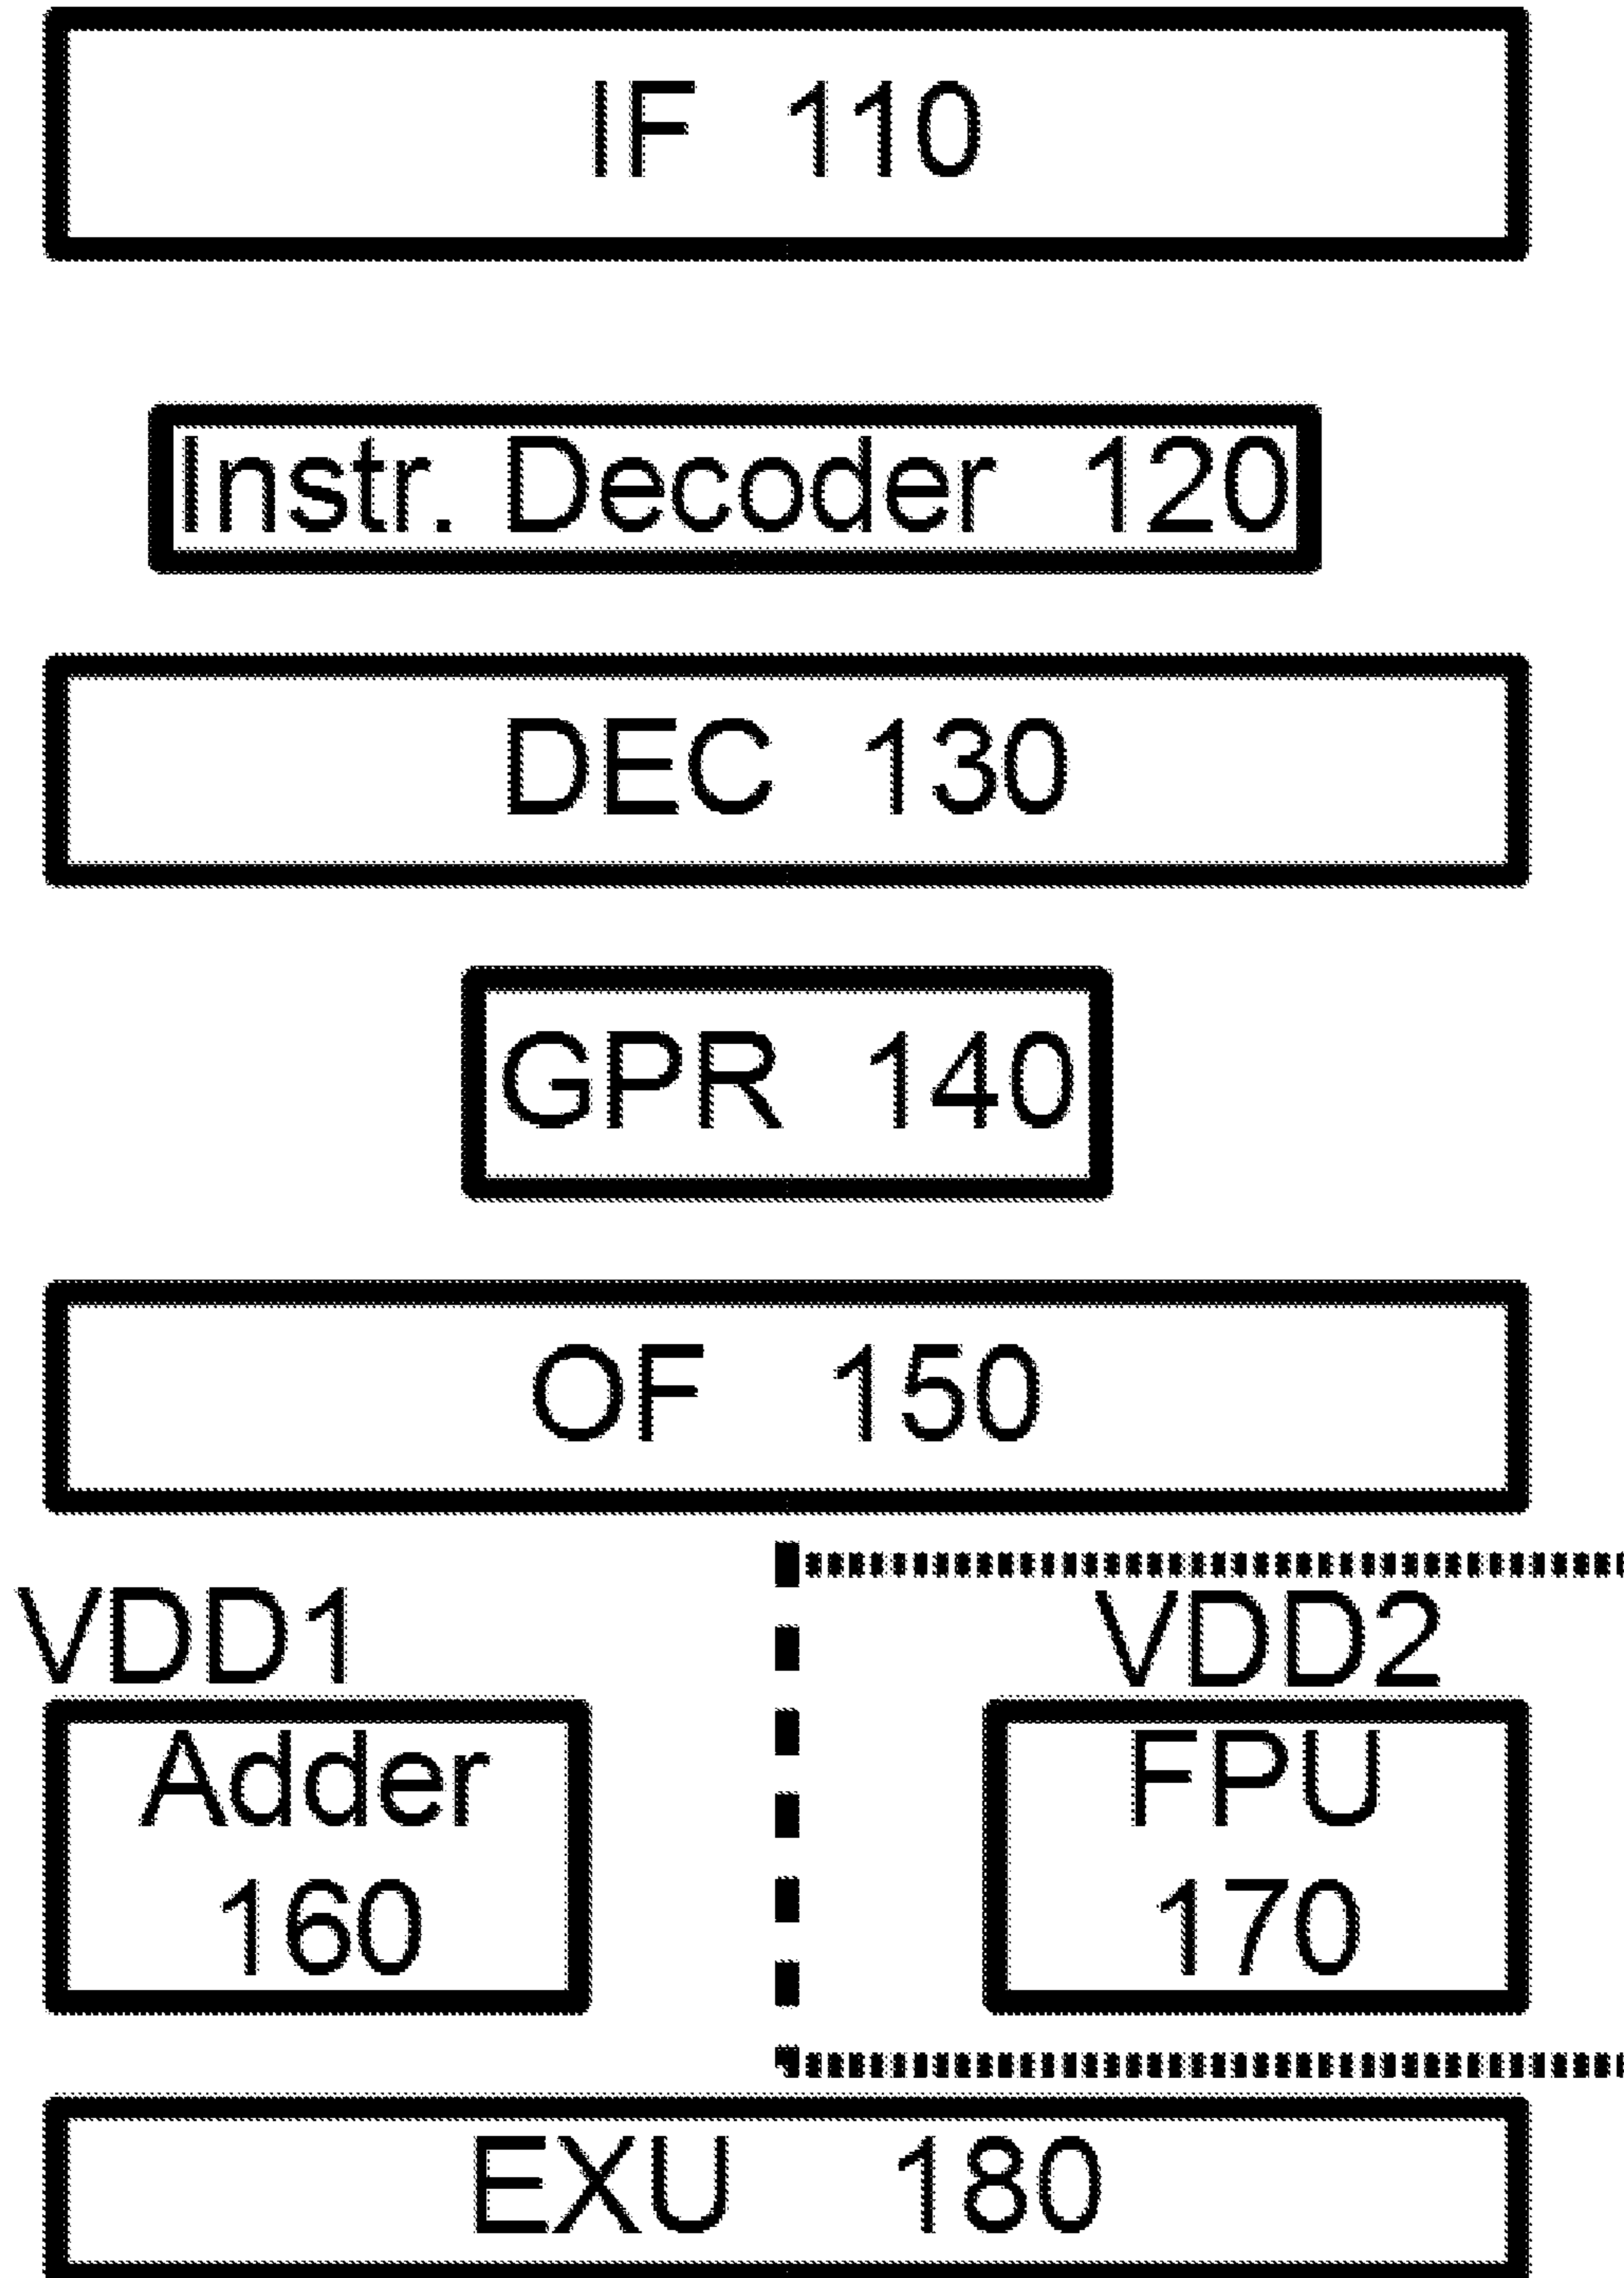 IF 110
Instr. Decoder 120
DEC 130
GPR 140
OF 150
VDD1
VDD2
Adder
160
FPU
170
EXU 180